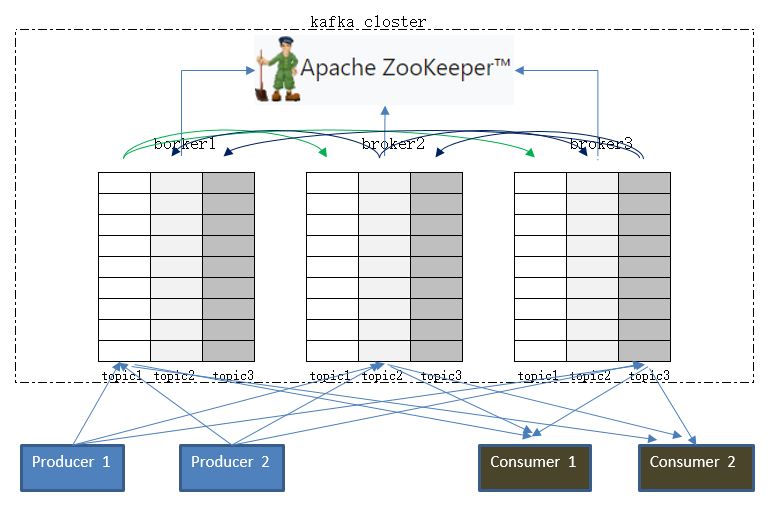 kafka closter
Apache ZooKeeper™
borker1 broker2 broker3
topic1 topic2 topic3 topic1 topic2 topic3 topic1 topic2 topic3
Producer 1 Producer 2 Consumer 1 Consumer 2